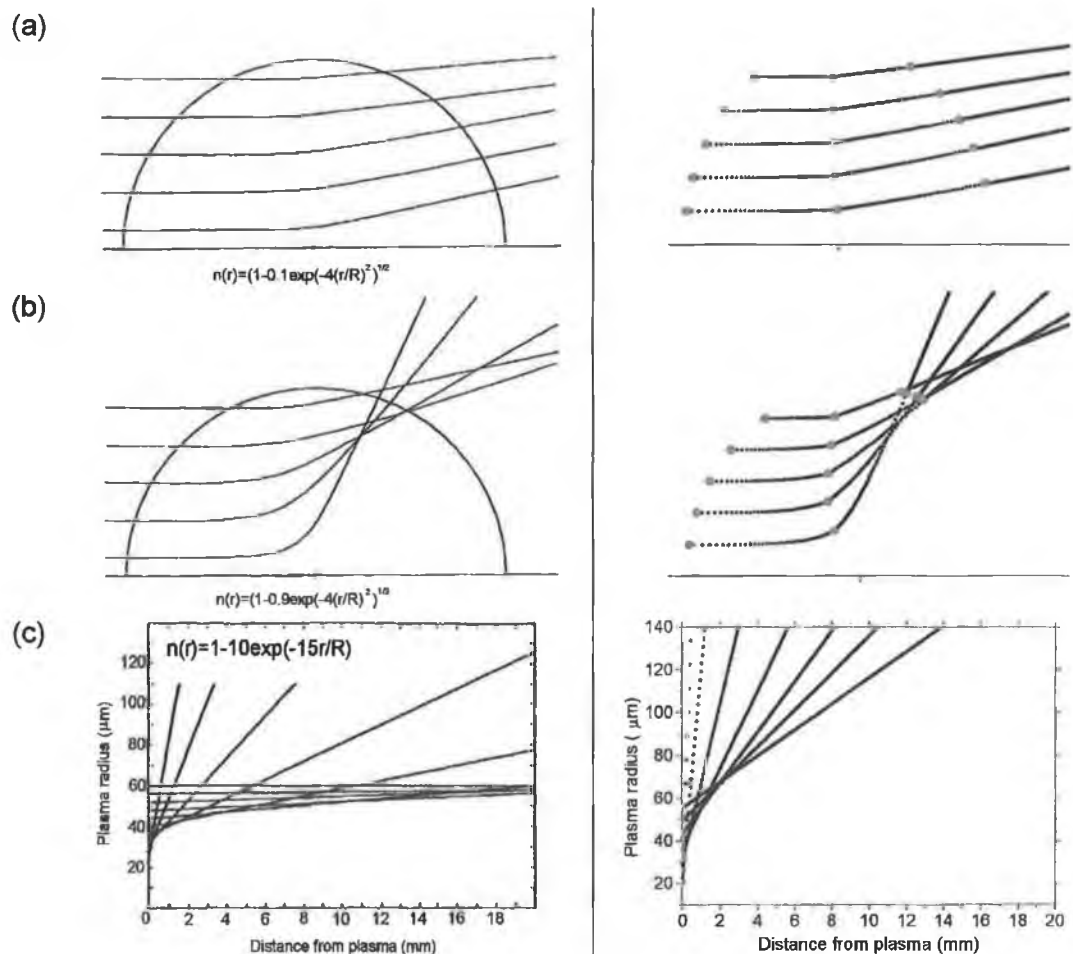 (a)
n(r)=(1-0.1exp(-4(r/R)²)¹/²
(b)
n(r)=(1-0.9exp(-4(r/R)²)¹/²
(c)
n(r)=1-10exp(-15r/R)
120
100
80
60
40
20
0 2 4 6 8 10 12 14 16 18
Plasma radius (μm)
Distance from plasma (mm)
140
120
100
80
60
40
20
0 2 4 6 8 10 12 14 16 18 20
Plasma radius ( μm)
Distance from plasma (mm)